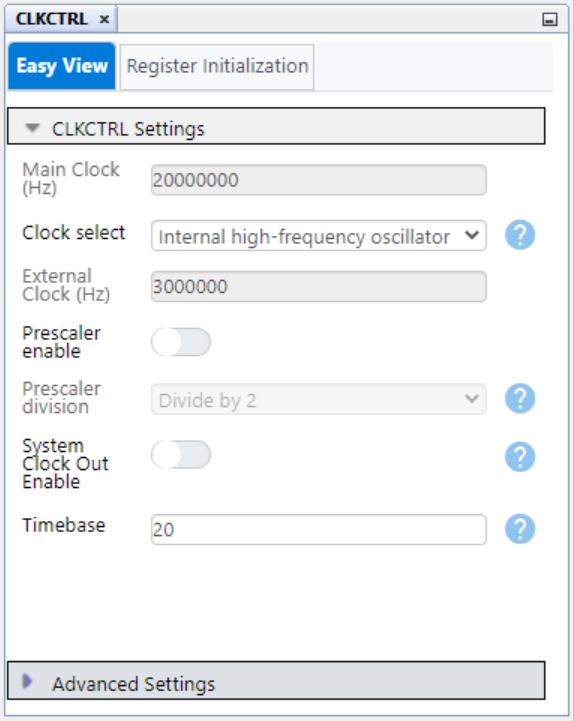 CLKCTRL ×
Easy View Register Initialization
CLKCTRL Settings
Main Clock
(Hz)
20000000
Clock select
Internal high-frequency oscillator
?
External
Clock (Hz)
3000000
Prescaler
enable
Prescaler
division
Divide by 2
?
System
Clock Out
Enable
?
Timebase
20
?
Advanced Settings